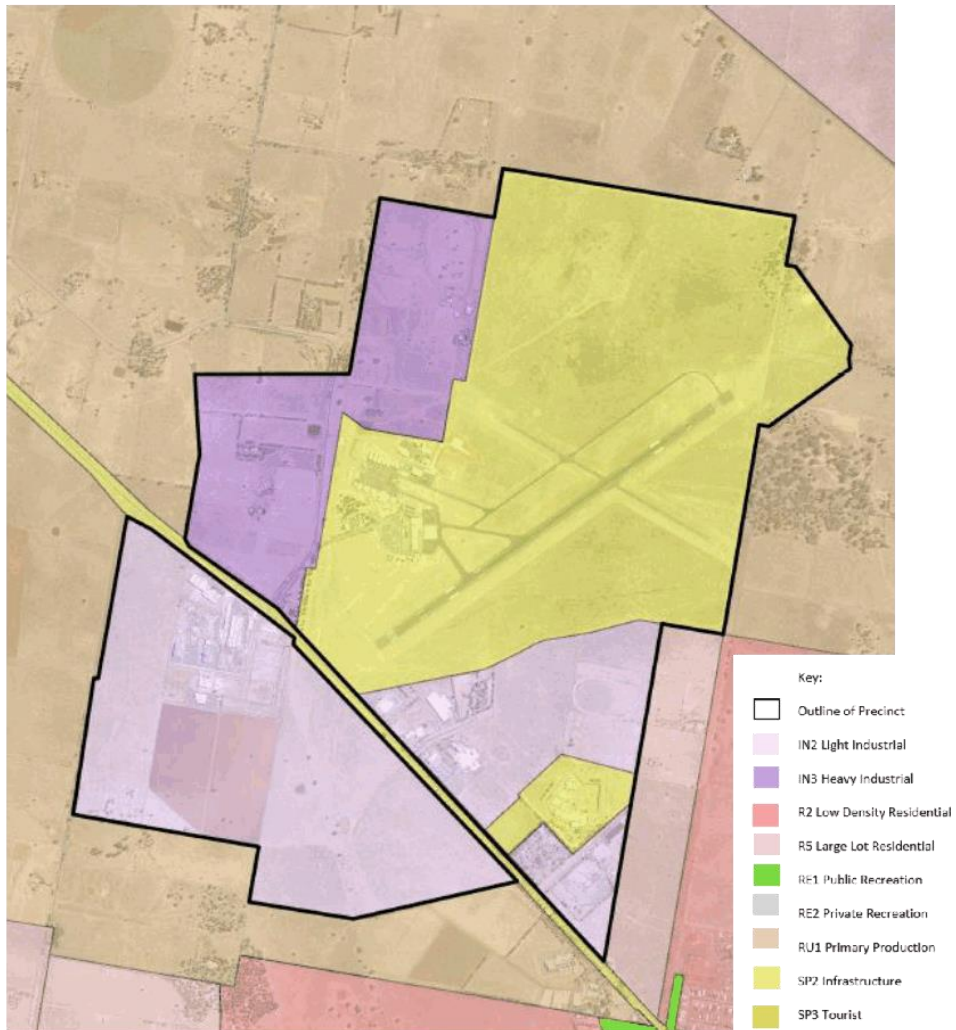 Key:
Outline of Precinct
IN2 Light Industrial
IN3 Heavy Industrial
R2 Low Density Residential
R5 Large Lot Residential
RE1 Public Recreation
RE2 Private Recreation
RU1 Primary Production
SP2 Infrastructure
SP3 Tourist